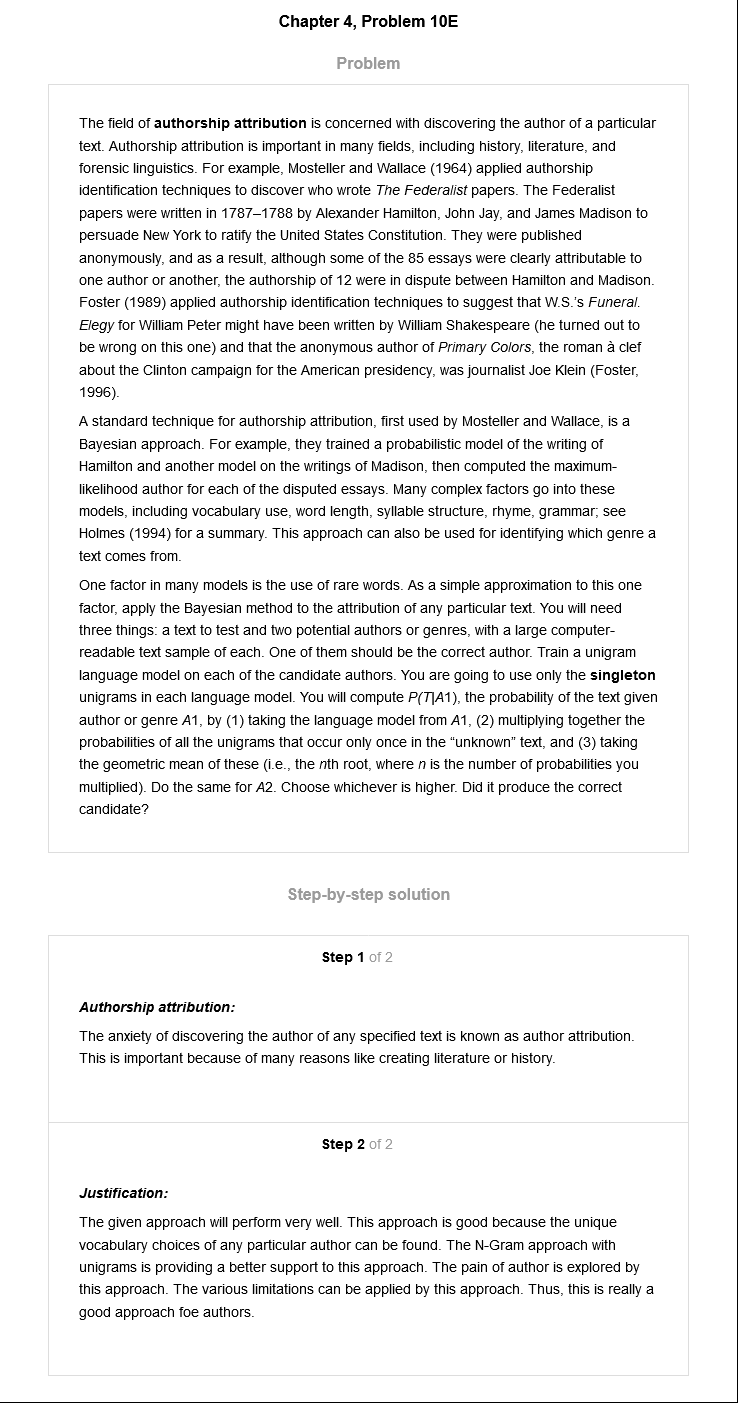 Chapter 4, Problem 10E
Problem
The field of authorship attribution is concerned with discovering the author of a particular
text. Authorship attribution is important in many fields, including history, literature, and
forensic linguistics. For example, Mosteller and Wallace (1964) applied authorship
identification techniques to discover who wrote The Federalist papers. The Federalist
papers were written in 1787–1788 by Alexander Hamilton, John Jay, and James Madison to
persuade New York to ratify the United States Constitution. They were published
anonymously, and as a result, although some of the 85 essays were clearly attributable to
one author or another, the authorship of 12 were in dispute between Hamilton and Madison.
Foster (1989) applied authorship identification techniques to suggest that W.S.'s Funeral.
Elegy for William Peter might have been written by William Shakespeare (he turned out to
be wrong on this one) and that the anonymous author of Primary Colors, the roman à clef
about the Clinton campaign for the American presidency, was journalist Joe Klein (Foster,
1996).
A standard technique for authorship attribution, first used by Mosteller and Wallace, is a
Bayesian approach. For example, they trained a probabilistic model of the writing of
Hamilton and another model on the writings of Madison, then computed the maximum-
likelihood author for each of the disputed essays. Many complex factors go into these
models, including vocabulary use, word length, syllable structure, rhyme, grammar; see
Holmes (1994) for a summary. This approach can also be used for identifying which genre a
text comes from.
One factor in many models is the use of rare words. As a simple approximation to this one
factor, apply the Bayesian method to the attribution of any particular text. You will need
three things: a text to test and two potential authors or genres, with a large computer-
readable text sample of each. One of them should be the correct author. Train a unigram
language model on each of the candidate authors. You are going to use only the singleton
unigrams in each language model. You will compute P(T|A1), the probability of the text given
author or genre A1, by (1) taking the language model from A1, (2) multiplying together the
probabilities of all the unigrams that occur only once in the “unknown” text, and (3) taking
the geometric mean of these (i.e., the nth root, where n is the number of probabilities you
multiplied). Do the same for A2. Choose whichever is higher. Did it produce the correct
candidate?
Step-by-step solution
Step 1 of 2
Authorship attribution:
The anxiety of discovering the author of any specified text is known as author attribution.
This is important because of many reasons like creating literature or history.
Step 2 of 2
Justification:
The given approach will perform very well. This approach is good because the unique
vocabulary choices of any particular author can be found. The N-Gram approach with
unigrams is providing a better support to this approach. The pain of author is explored by
this approach. The various limitations can be applied by this approach. Thus, this is really a
good approach foe authors.